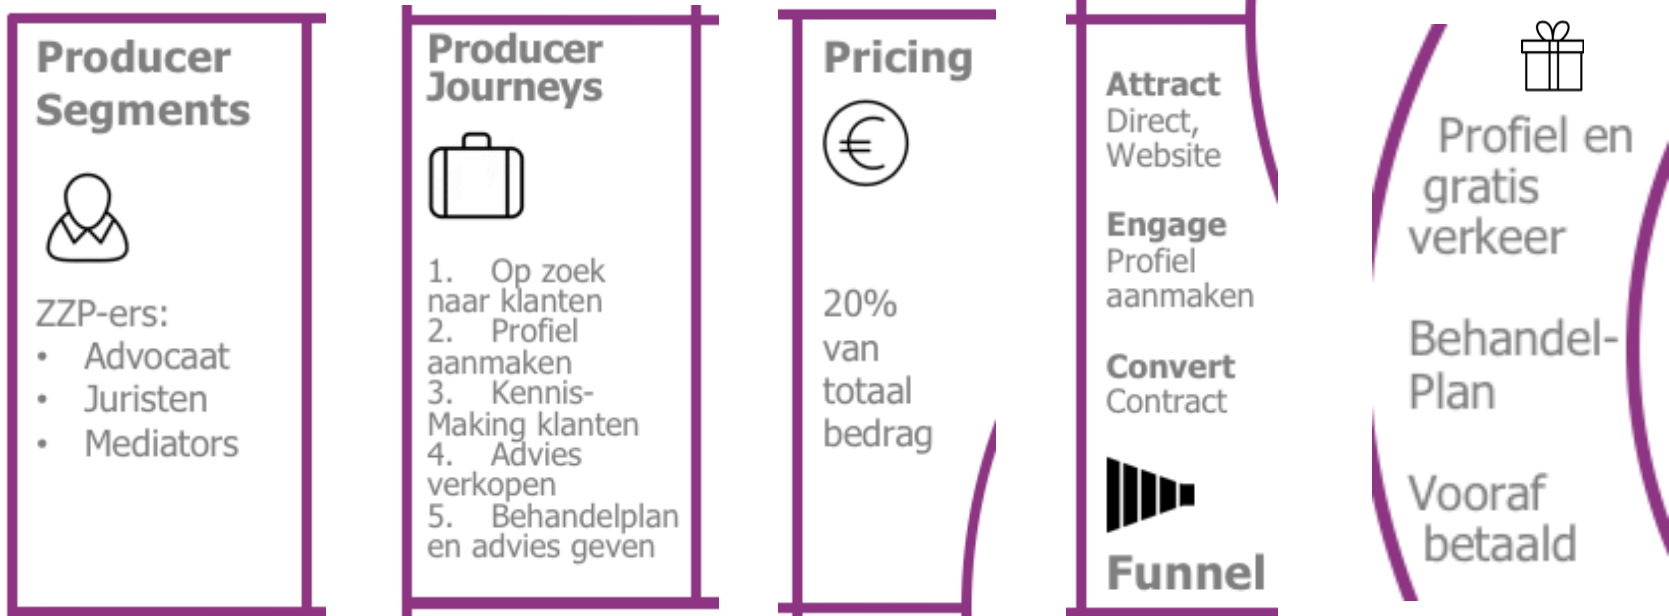 Producer
Segments
ZZP-ers:
• Advocaat
• Juristen
• Mediators
Producer
Journeys
1. Op zoek
naar klanten
2. Profiel
aanmaken
3. Kennis-
Making klanten
4. Advies
verkopen
5. Behandelplan
en advies geven
Pricing
€
20%
van
totaal
bedrag
Attract
Direct,
Website
Engage
Profiel
aanmaken
Convert
Contract
Funnel
Profiel en
gratis
verkeer
Behandel-
Plan
Vooraf
betaald